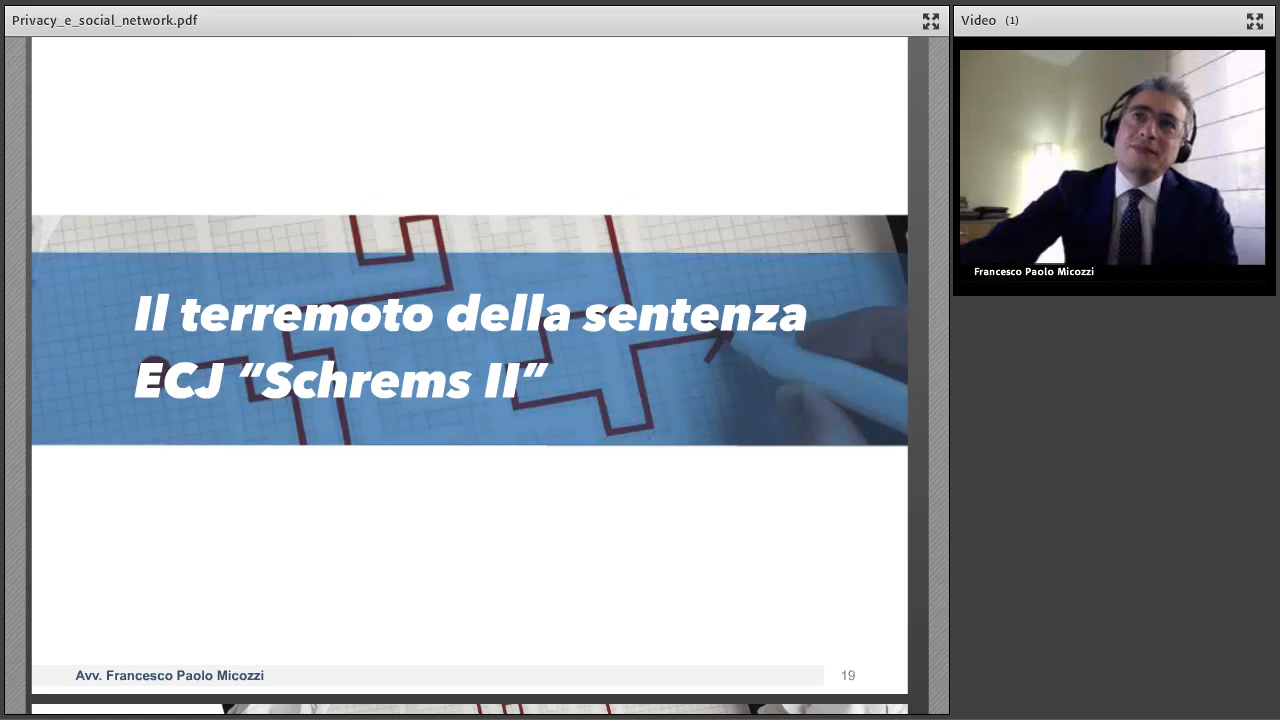 Privacy_e_social_network.pdf
Video (1)
Francesco Paolo Micozzi
Il terremoto della sentenza
ECJ “Schrems II”
Avv. Francesco Paolo Micozzi
19